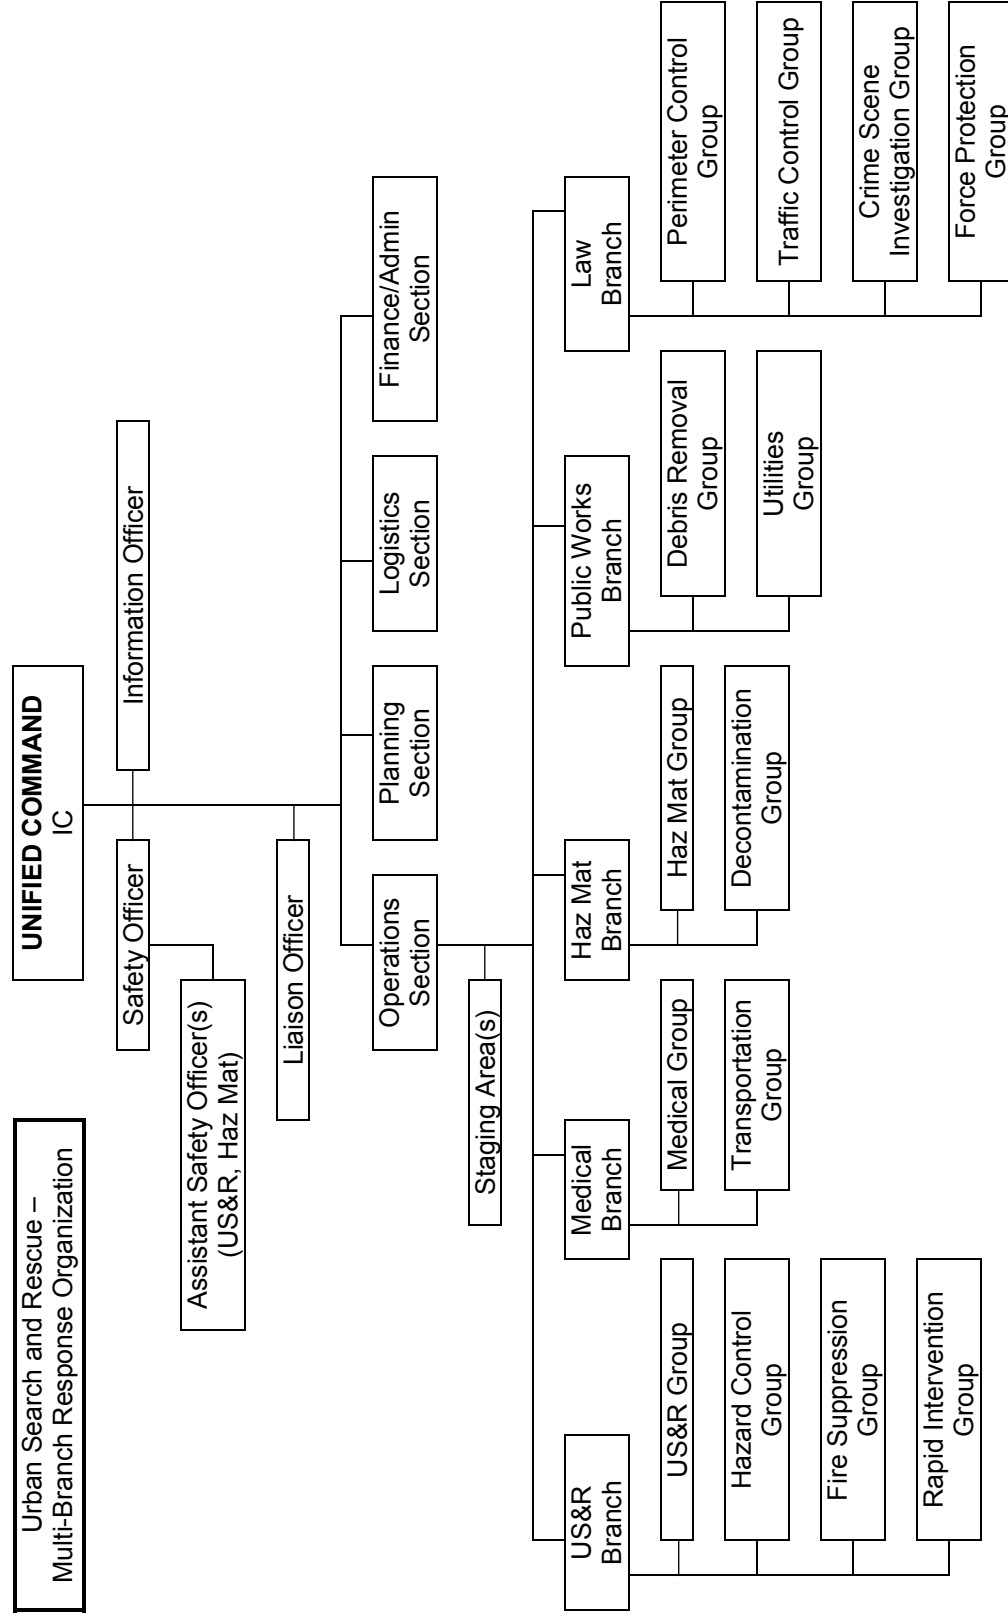 Urban Search and Rescue –
Multi-Branch Response Organization
UNIFIED COMMAND
IC
Safety Officer
Information Officer
Assistant Safety Officer(s)
(US&R, Haz Mat)
Liaison Officer
Operations
Section
Planning
Section
Logistics
Section
Finance/Admin
Section
Staging Area(s)
US&R
Branch
Medical
Branch
Haz Mat
Branch
Public Works
Branch
Law
Branch
US&R Group
Hazard Control
Group
Fire Suppression
Group
Rapid Intervention
Group
Medical Group
Transportation
Group
Haz Mat Group
Decontamination
Group
Debris Removal
Group
Utilities
Group
Perimeter Control
Group
Traffic Control Group
Crime Scene
Investigation Group
Force Protection
Group